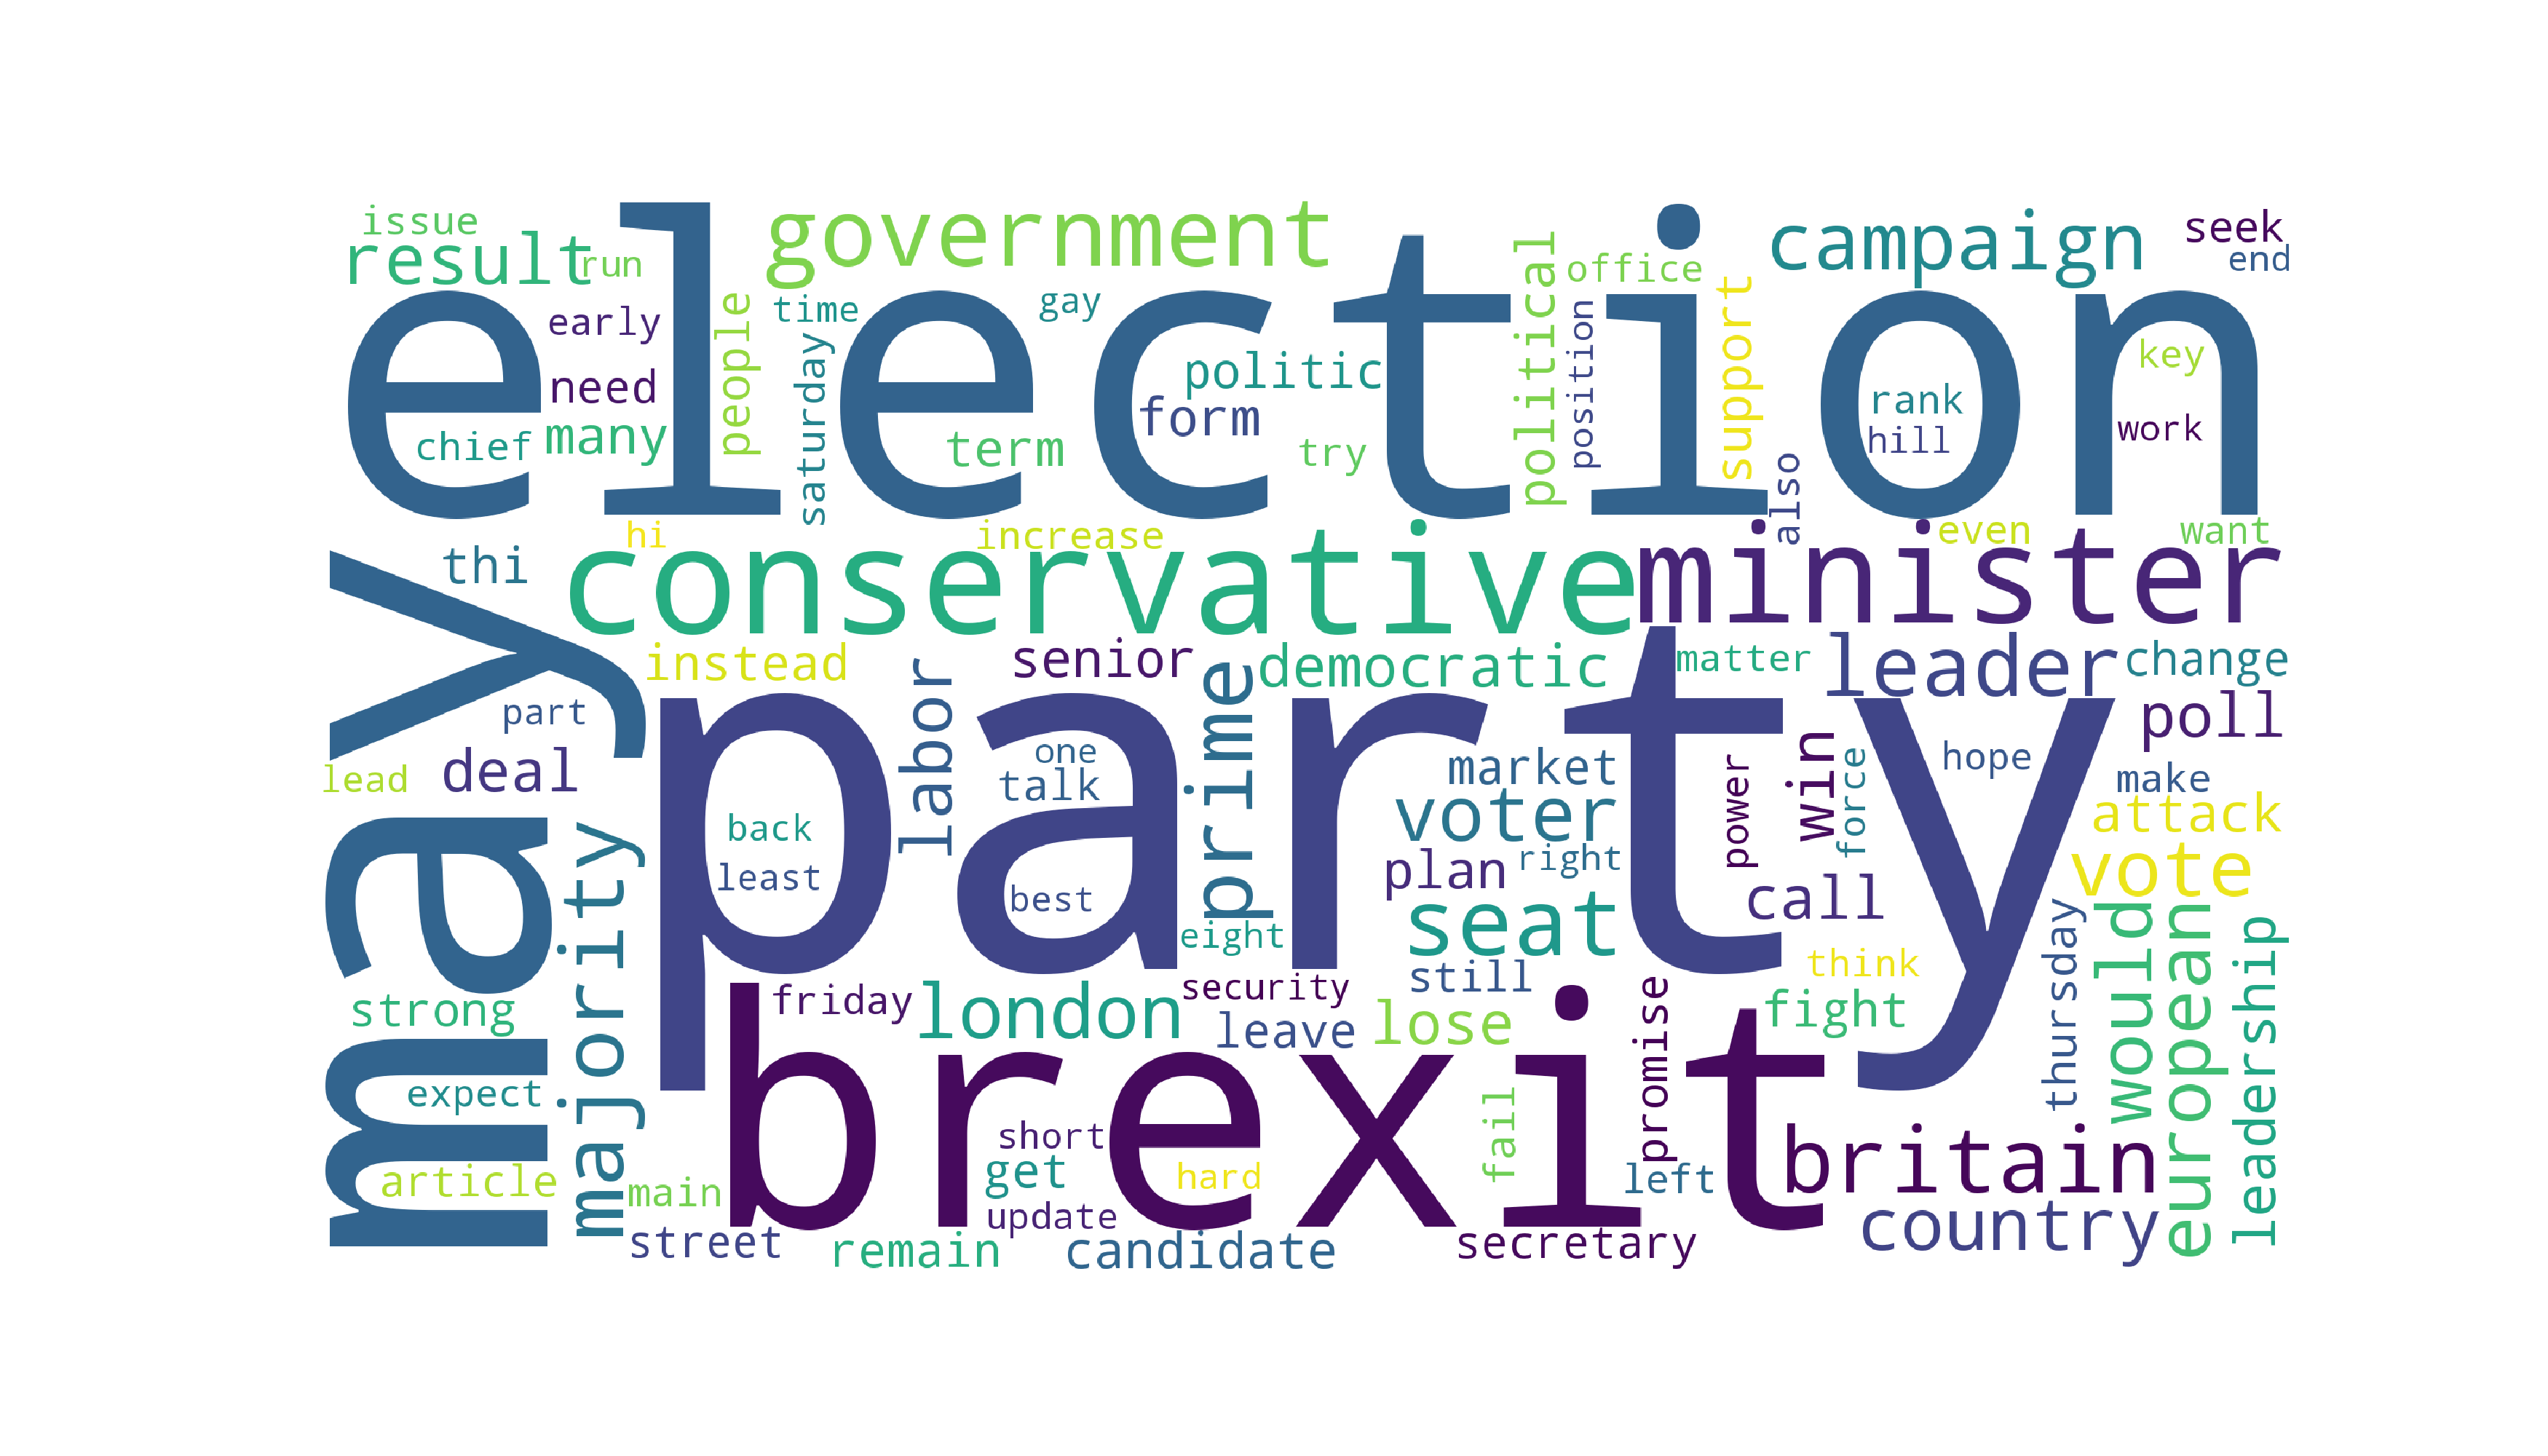 issue
result
run
government
campaign
seek
end
office
election
early
people
time
gay
saturday
political
position
support
key
need
politic
form
rank
chief
many
term
try
hill
work
also
hi
increase
even
want
thi
conservative
minister
may
instead
senior
democratic
matter
leader
change
part
labor
prime
party
poll
lead
deal
one
talk
market
win
power
force
hope
make
back
voter
attack
least
best
plan
right
call
vote
majority
eight
seat
would
thursday
european
leadership
strong
friday
london
security
still
think
leave
lose
promise
fight
expect
brexit
short
fail
britain
article
main
get
hard
left
street
update
country
remain
candidate
secretary